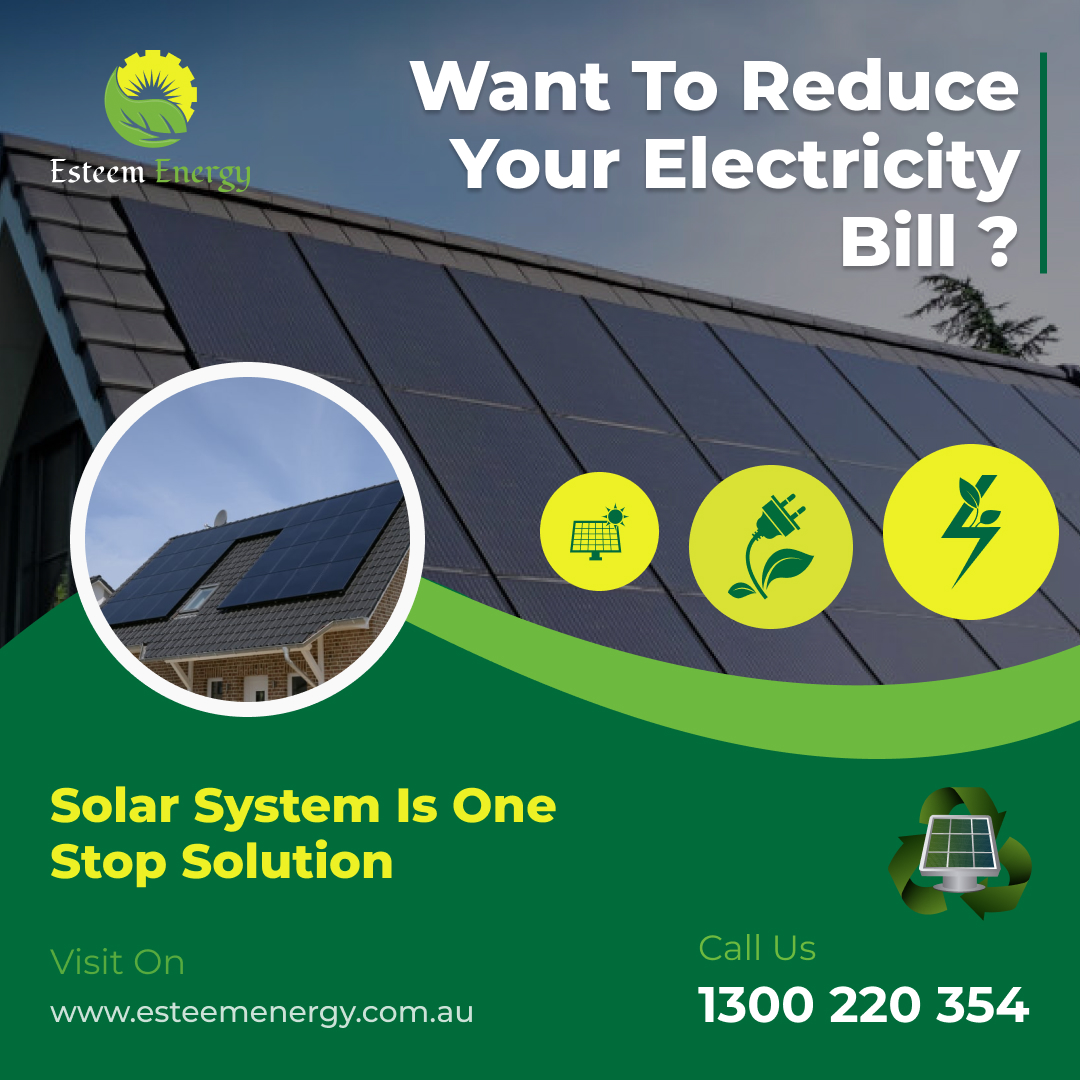 Esteem Energy
Want To Reduce
Your Electricity
Bill ?
Solar System Is One
Stop Solution
Visit On
www.esteemenergy.com.au
Call Us
1300 220 354